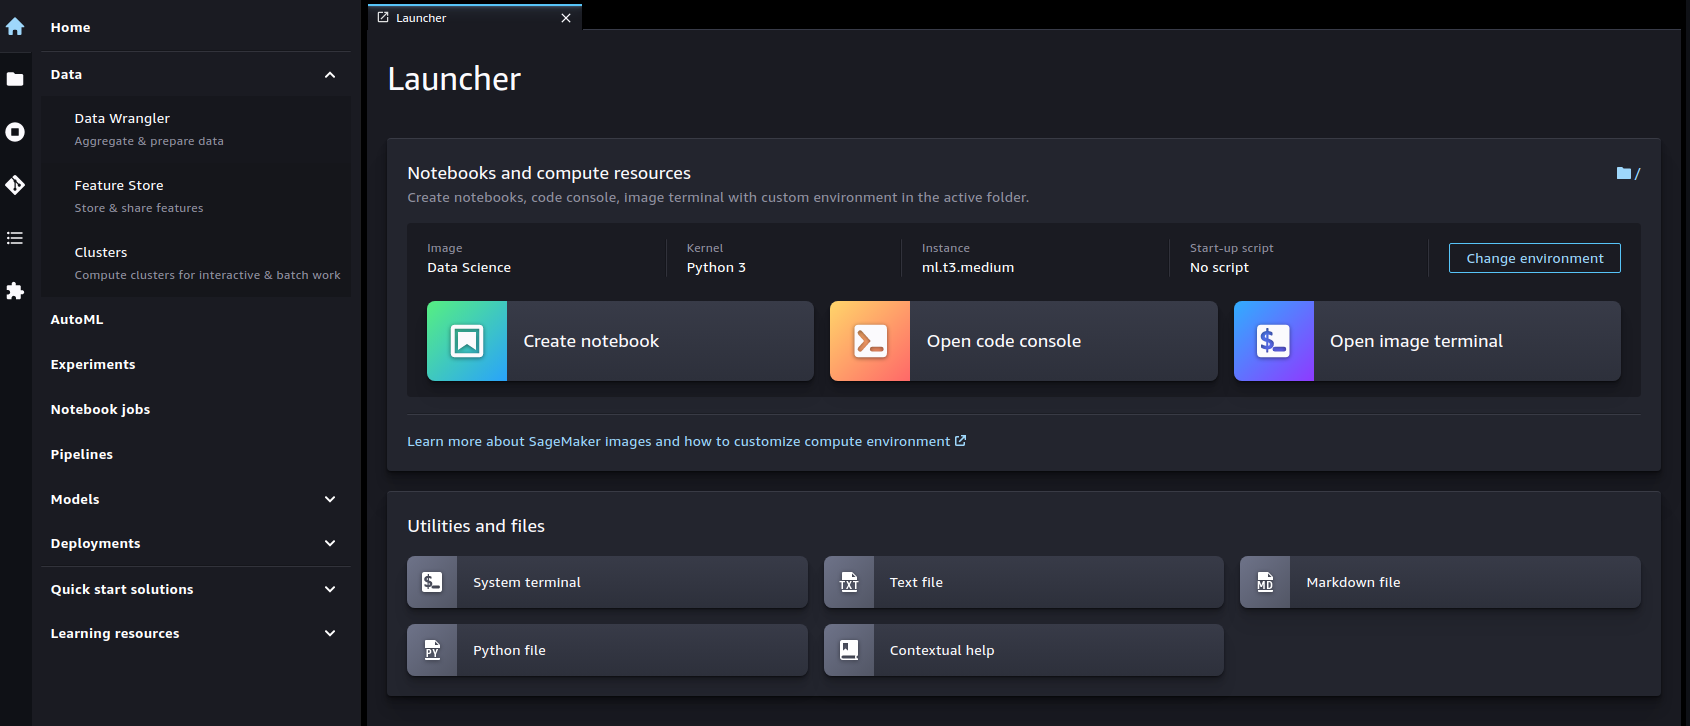 Home
Data
Data Wrangler
Aggregate & prepare data
Feature Store
Store & share features
Clusters
Compute clusters for interactive & batch work
AutoML
Experiments
Notebook jobs
Pipelines
Models
Deployments
Quick start solutions
Learning resources
Launcher
Launcher
Notebooks and compute resources
/
Create notebooks, code console, image terminal with custom environment in the active folder.
Image
Data Science
Kernel
Python 3
Instance
ml.t3.medium
Start-up script
No script
Change environment
Create notebook
Open code console
$_
Open image terminal
Learn more about SageMaker images and how to customize compute environment
Utilities and files
$_
System terminal
TXT
Text file
MD
Markdown file
PY
Python file
Contextual help